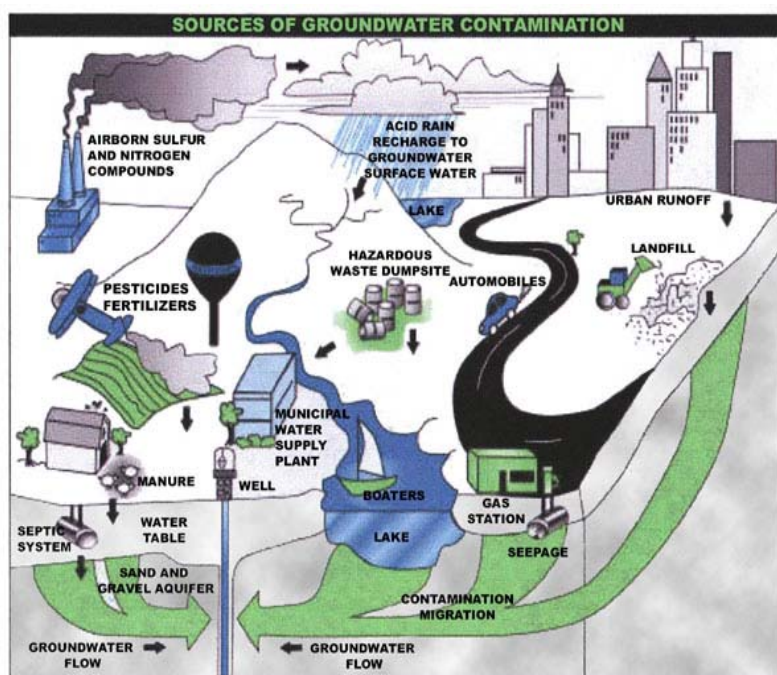 SOURCES OF GROUNDWATER CONTAMINATION
AIRBORN SULFUR
AND NITROGEN
COMPOUNDS
ACID RAIN
RECHARGE TO
GROUNDWATER
SURFACE WATER
LAKE
URBAN RUNOFF
HAZARDOUS
WASTE DUMPSITE
AUTOMOBILES
LANDFILL
PESTICIDES
FERTILIZERS
MUNICIPAL
WATER
SUPPLY
PLANT
MANURE
WELL
BOATERS
GAS
STATION
SEEPAGE
SEPTIC
SYSTEM
WATER
TABLE
LAKE
SAND AND
GRAVEL AQUIFER
CONTAMINATION
MIGRATION
GROUNDWATER
FLOW
GROUNDWATER
FLOW